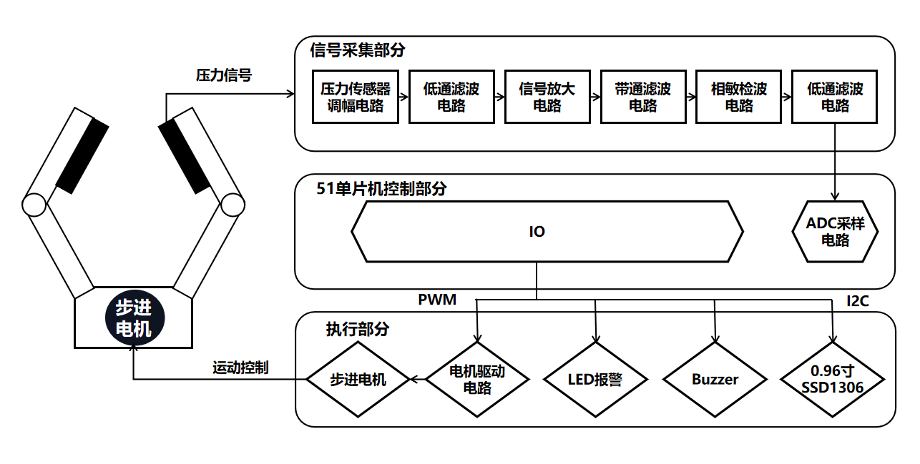 信号采集部分
压力信号
压力传感器
调幅电路
低通滤波
电路
信号放大
电路
带通滤波
电路
相敏检波
电路
低通滤波
电路
51单片机控制部分
IO
ADC采样
电路
PWM
I2C
步进
电机
执行部分
运动控制
步进电机
电机驱动
电路
LED报警
Buzzer
0.96寸
SSD1306